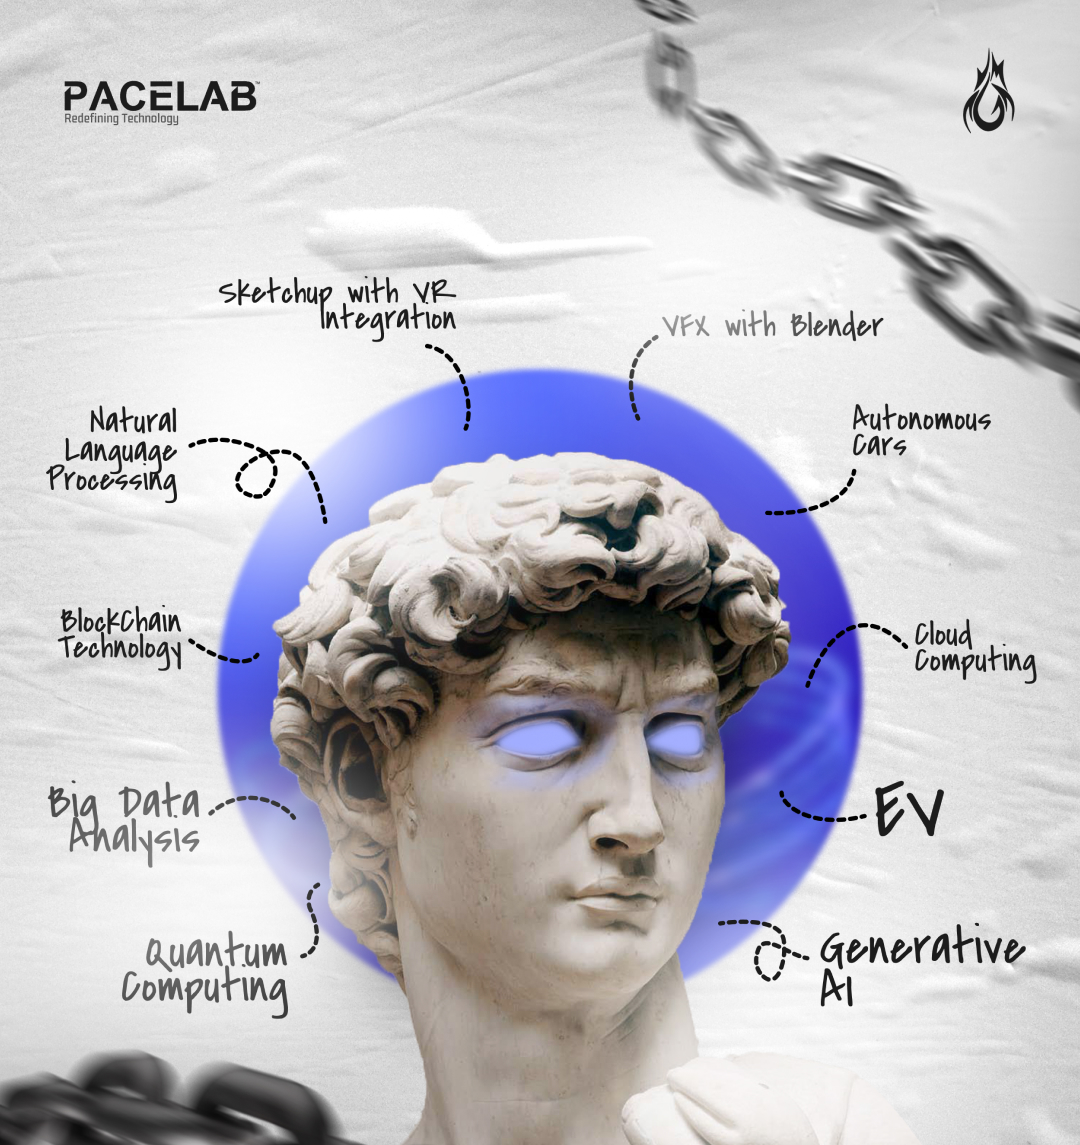 PACELAB™
Redefining Technology
Sketchup with VR
Integration
VFX with Blender
Natural
Language
Processing
Autonomous
Cars
BlockChain
Technology
Cloud
Computing
Big Data
Analysis
EV
Quantum
Computing
Generative
AI